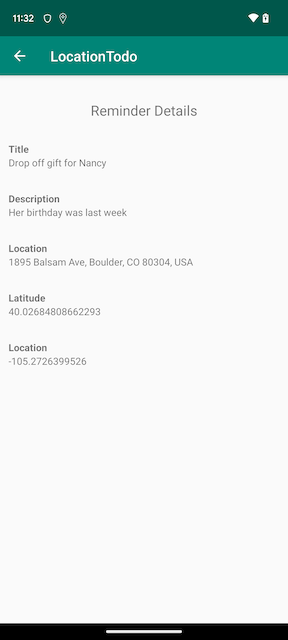 11:32
LocationTodo
Reminder Details
Title
Drop off gift for Nancy
Description
Her birthday was last week
Location
1895 Balsam Ave, Boulder, CO 80304, USA
Latitude
40.02684808662293
Location
-105.2726399526